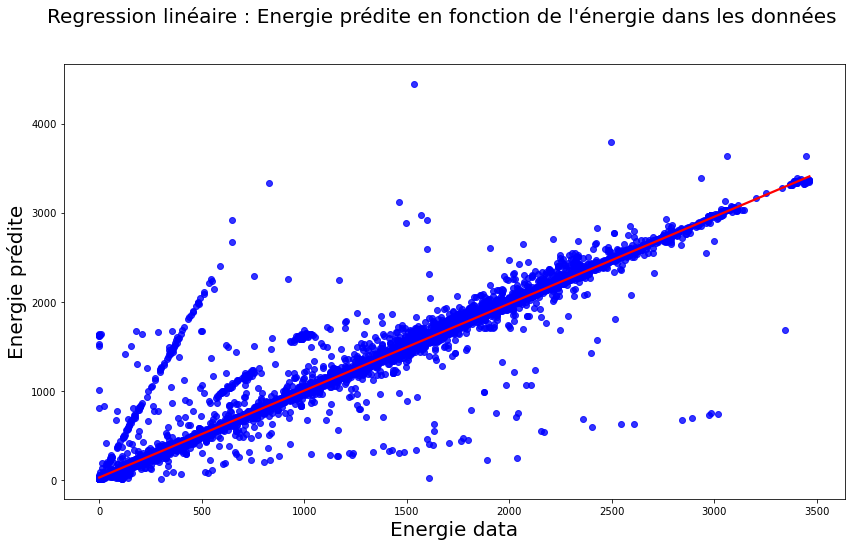 Regression linéaire : Energie prédite en fonction de l'énergie dans les données
Energie prédite
4000
3000
2000
1000
0
0 500 1000 1500 2000 2500 3000 3500
Energie data